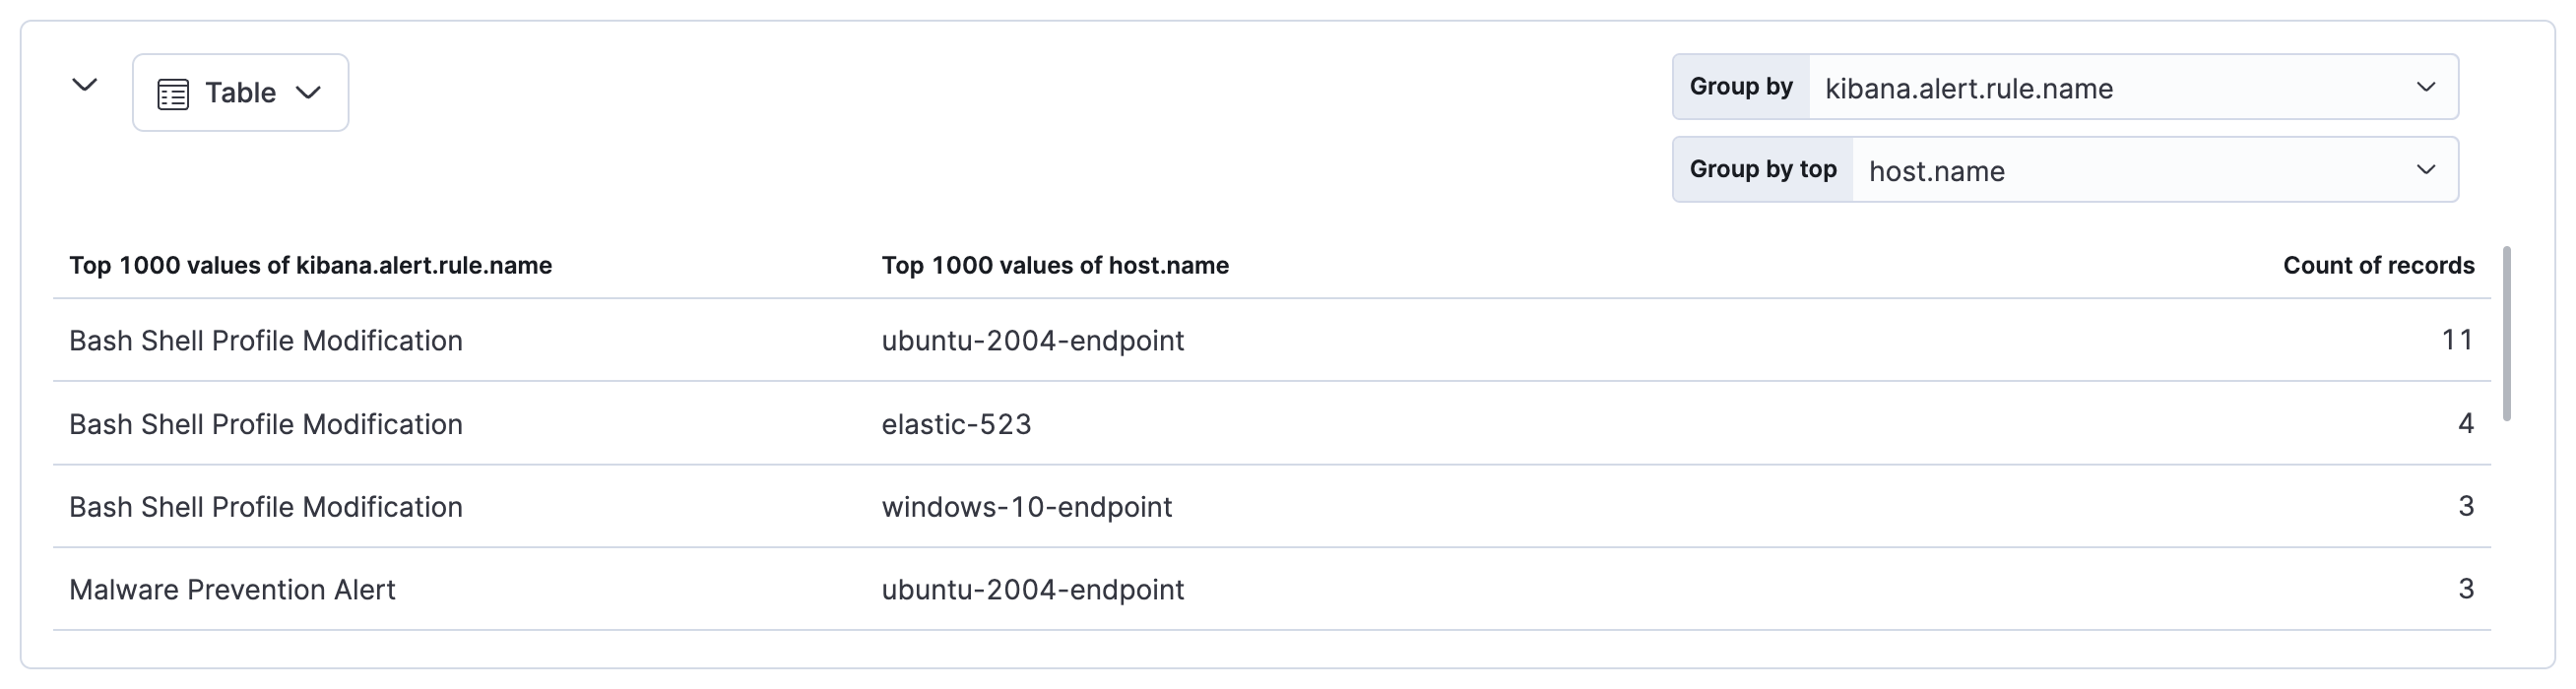 Table
Group by kibana.alert.rule.name
Group by top host.name
Top 1000 values of kibana.alert.rule.name Top 1000 values of host.name Count of records
Bash Shell Profile Modification ubuntu-2004-endpoint 11
Bash Shell Profile Modification elastic-523 4
Bash Shell Profile Modification windows-10-endpoint 3
Malware Prevention Alert ubuntu-2004-endpoint 3